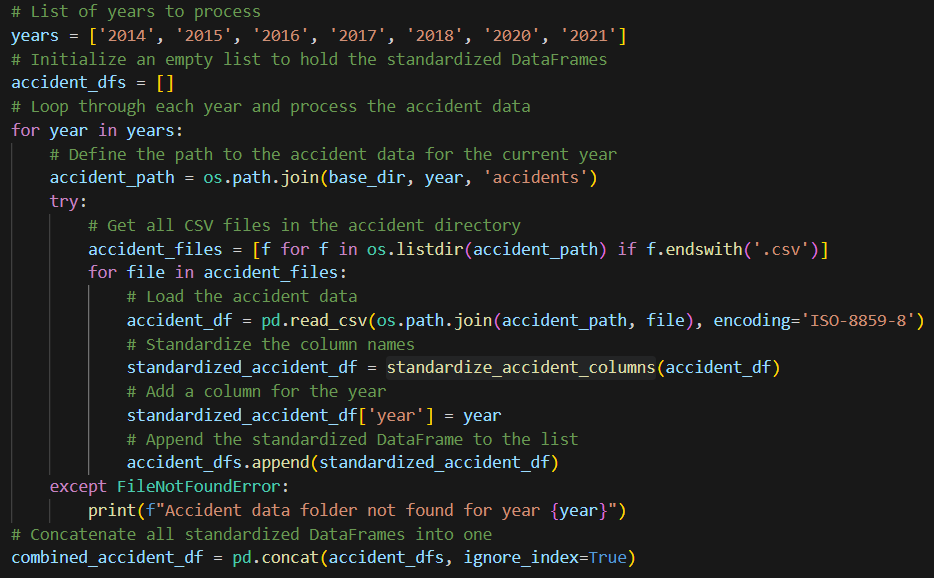 # List of years to process
years = ['2014', '2015', '2016', '2017', '2018', '2020', '2021']
# Initialize an empty list to hold the standardized DataFrames
accident_dfs = []
# Loop through each year and process the accident data
for year in years:
    # Define the path to the accident data for the current year
    accident_path = os.path.join(base_dir, year, 'accidents')
    try:
        # Get all CSV files in the accident directory
        accident_files = [f for f in os.listdir(accident_path) if f.endswith('.csv')]
        for file in accident_files:
            # Load the accident data
            accident_df = pd.read_csv(os.path.join(accident_path, file), encoding='ISO-8859-8')
            # Standardize the column names
            standardized_accident_df = standardize_accident_columns(accident_df)
            # Add a column for the year
            standardized_accident_df['year'] = year
            # Append the standardized DataFrame to the list
            accident_dfs.append(standardized_accident_df)
    except FileNotFoundError:
        print(f"Accident data folder not found for year {year}")
# Concatenate all standardized DataFrames into one
combined_accident_df = pd.concat(accident_dfs, ignore_index=True)